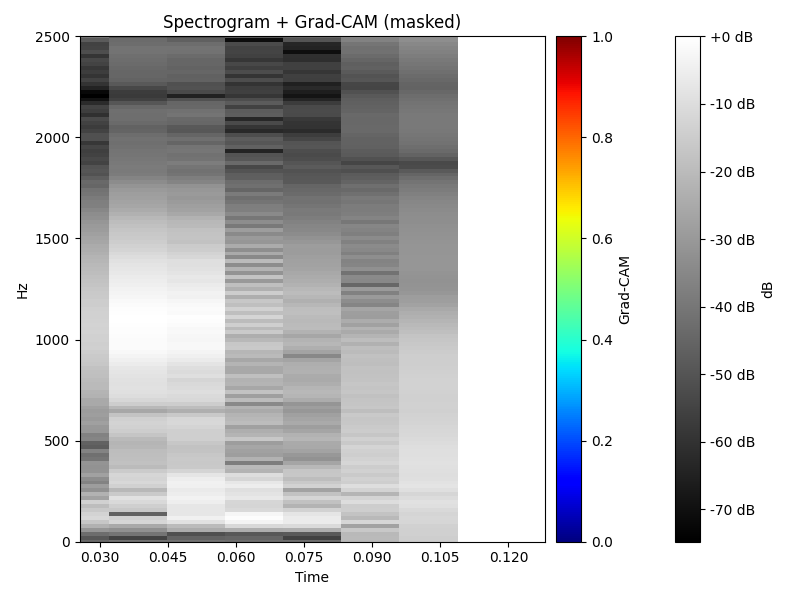 Spectrogram + Grad-CAM (masked)
2500
2000
1500
1000
500
0
Hz
0.030
0.045
0.060
0.075
0.090
0.105
0.120
Time
1.0
0.8
0.6
0.4
0.2
0.0
Grad-CAM
+0 dB
-10 dB
-20 dB
-30 dB
-40 dB
-50 dB
-60 dB
-70 dB
dB